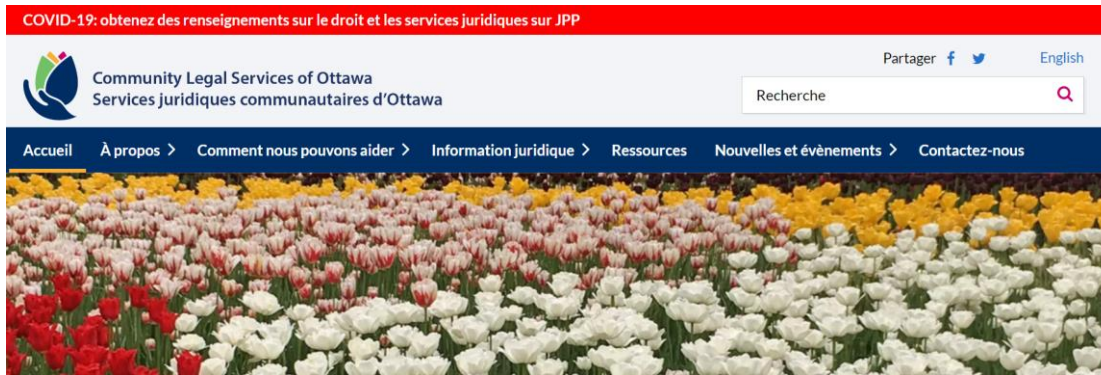 COVID-19: obtenez des renseignements sur le droit et les services juridiques sur JPP
Partager
English
Community Legal Services of Ottawa
Services juridiques communautaires d'Ottawa
Recherche
Accueil À propos Comment nous pouvons aider Information juridique Ressources Nouvelles et évènements Contactez-nous